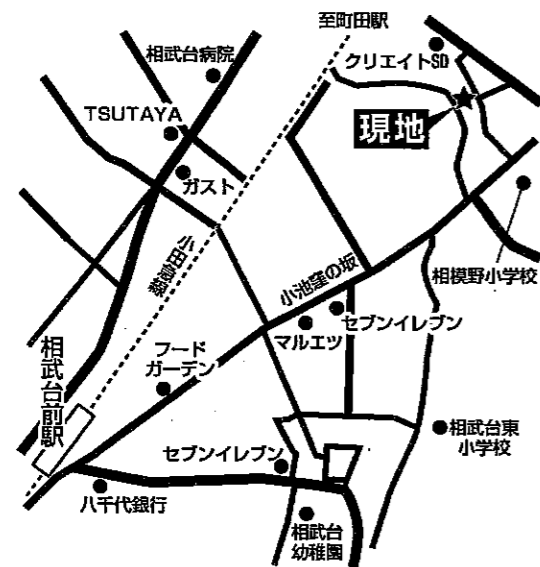 至町田駅
相武台病院
クリエイトSD
TSUTAYA
現地
ガスト
小田急線
相模野小学校
小池窪の坂
セブンイレブン
マルエツ
相武台前駅
フード
ガーデン
相武台東
小学校
セブンイレブン
八千代銀行
相武台
幼稚園